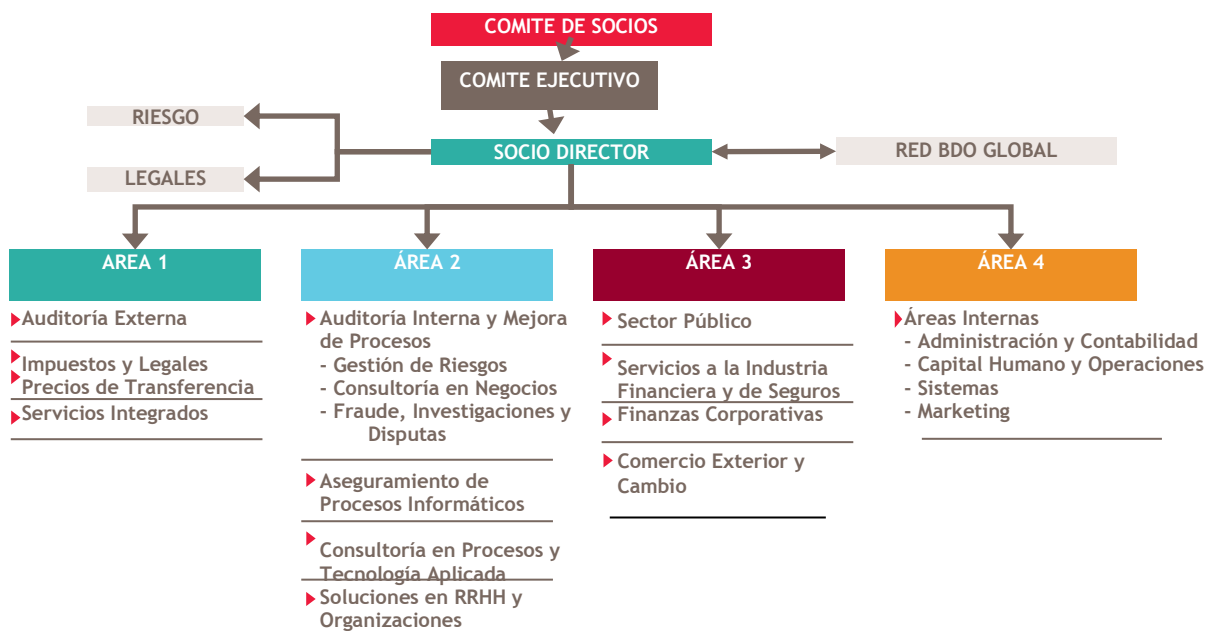 COMITE DE SOCIOS
COMITE EJECUTIVO
RIESGO
SOCIO DIRECTOR
RED BDO GLOBAL
LEGALES
ÁREA 1
Auditoría Externa
Impuestos y Legales
Precios de Transferencia
Servicios Integrados
ÁREA 2
Auditoría Interna y Mejora
de Procesos
- Gestión de Riesgos
- Consultoría en Negocios
- Fraude, Investigaciones y
Disputas
Aseguramiento de
Procesos Informáticos
Consultoría en Procesos y
Tecnología Aplicada
Soluciones en RRHH y
Organizaciones
ÁREA 3
Sector Público
Servicios a la Industria
Financiera y de Seguros
Finanzas Corporativas
Comercio Exterior y
Cambio
ÁREA 4
Áreas Internas
- Administración y Contabilidad
- Capital Humano y Operaciones
- Sistemas
- Marketing